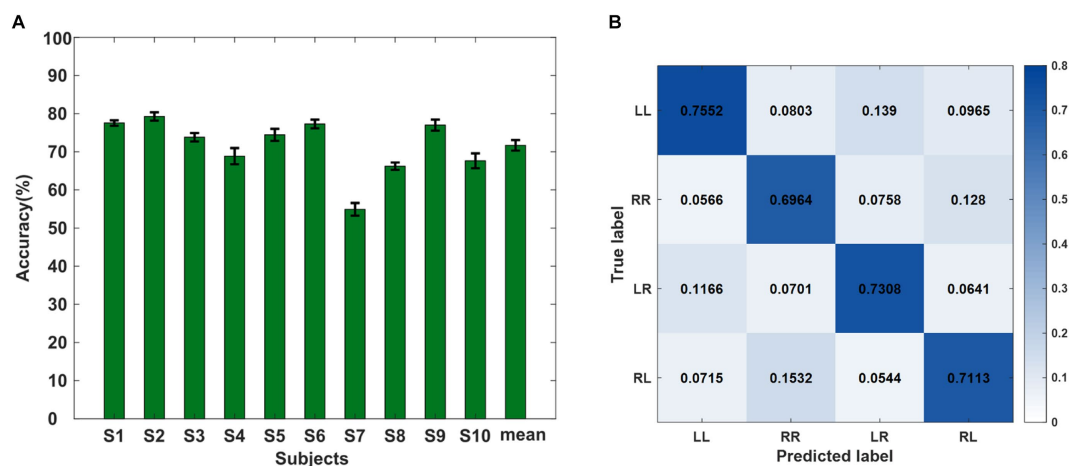 A
Accuracy(%)
100
90
80
70
60
50
40
30
20
10
0
S1 S2 S3 S4 S5 S6 S7 S8 S9 S10 mean
Subjects
B
True label
LL 0.7552 0.0803 0.139 0.0965
RR 0.0566 0.6964 0.0758 0.128
LR 0.1166 0.0701 0.7308 0.0641
RL 0.0715 0.1532 0.0544 0.7113
LL RR LR RL
Predicted label
0.8
0.7
0.6
0.5
0.4
0.3
0.2
0.1
0